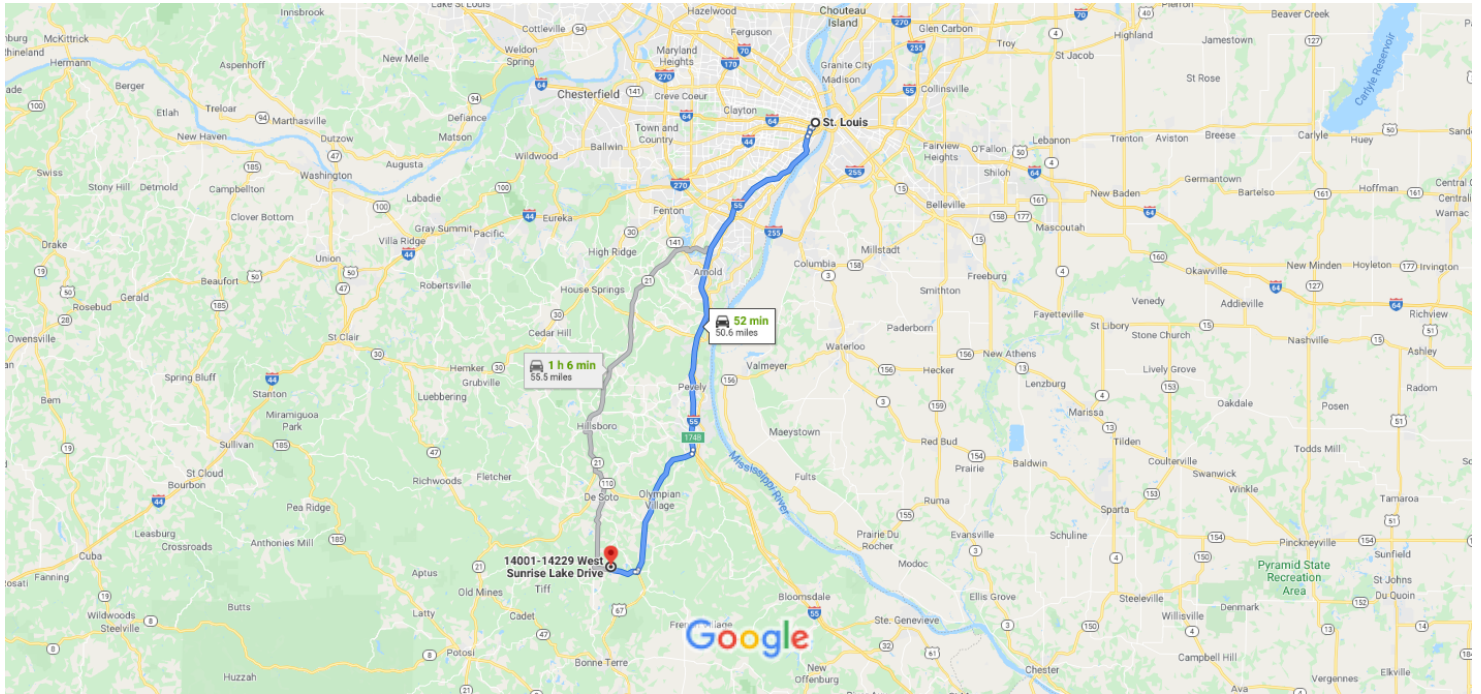 Innsbrook
Lake St. Louis
Hazelwood
Chouteau
Island
Pierron
Beaver Creek
McKittrick
Aspenhoff
Cottleville
Ferguson
Glen Carbon
Highland
Jamestown
Rhineland
Hermann
New Melle
Weldon
Spring
Maryland
Heights
Granite City
Troy
St Jacob
Berger
Chesterfield
Creve Coeur
Madison
Collinsville
St Rose
Carlyle Reservoir
Etlah
Treloar
Marthasville
Defiance
Matson
Clayton
St. Louis
New Haven
Dutzow
Augusta
Town and
Country
Ballwin
Wildwood
Fairview
Heights
O'Fallon
Lebanon
Trenton
Aviston
Breese
Carlyle
Huey
Swiss
Stony Hill
Detmold
Campbellton
Washington
Labadie
Shiloh
Germantown
Bartelso
Hoffman
Clover Bottom
Gray Summit
Pacific
Eureka
Fenton
Belleville
New Baden
Mascoutah
Drake
Villa Ridge
Union
High Ridge
Millstadt
Columbia
Beaufort
Robertsville
Arnold
Freeburg
Okawville
New Minden
Hoyleton
Irvington
Rosebud
Gerald
House Springs
Smithton
Venedy
Addieville
Richview
Owensville
St Clair
Cedar Hill
52 min
50.6 miles
Paderborn
Fayetteville
St Libory
Stone Church
Nashville
Ashley
1 h 6 min
55.5 miles
Waterloo
New Athens
Spring Bluff
Stanton
Hemker
Grubville
Valmeyer
Hecker
Lenzburg
Lively Grove
Radom
Bem
Miramiguoa
Park
Luebbering
Pevely
Marissa
Oakdale
Posen
Sullivan
Hillsboro
174B
Maeystown
Red Bud
Tilden
Todds Mill
St Cloud
Bourbon
Richwoods
Fletcher
Mississippi River
Fults
Prairie
Baldwin
Coulterville
Swanwick
Winkle
Pea Ridge
De Soto
Olympian
Village
Ruma
Sparta
Tamaroa
Leasburg
Crossroads
Anthonies Mill
Prairie Du
Rocher
Evansville
Schuline
Pinckneyville
Cuba
Fanning
14001-14229 West
Sunrise Lake Drive
Modoc
Sunfield
Aptus
Tiff
Pyramid State
Recreation
Area
St Johns
Du Quoin
Butts
Old Mines
Latty
Cadet
Bloomsdale
Ellis Grove
Steeleville
Denmark
Wildwoods
Steelville
Ste. Genevieve
Willisville
Google
Potosi
Bonne Terre
Chester
Campbell Hill
Huzzah
New
Offenburg
Ava
Vergennes
Elkville